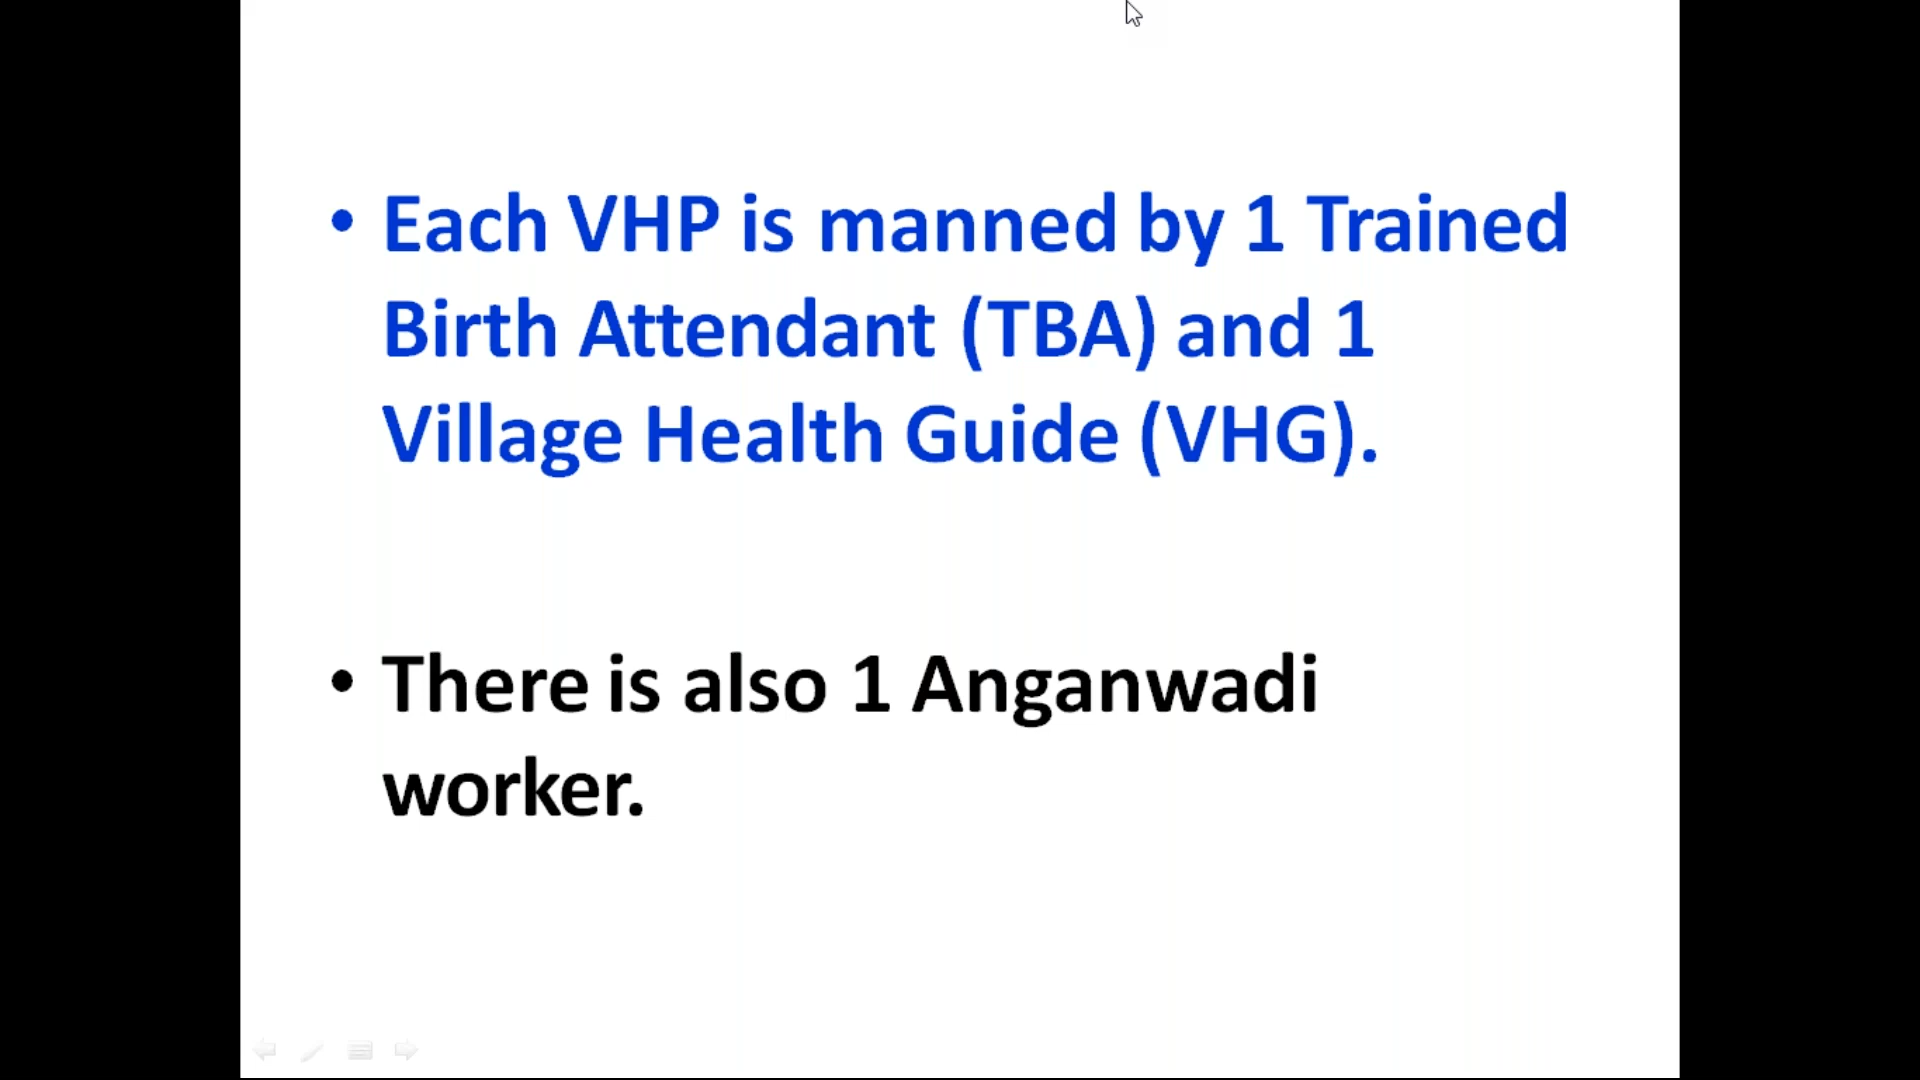 • Each VHP is manned by 1 Trained
Birth Attendant (TBA) and 1
Village Health Guide (VHG).
• There is also 1 Anganwadi
worker.